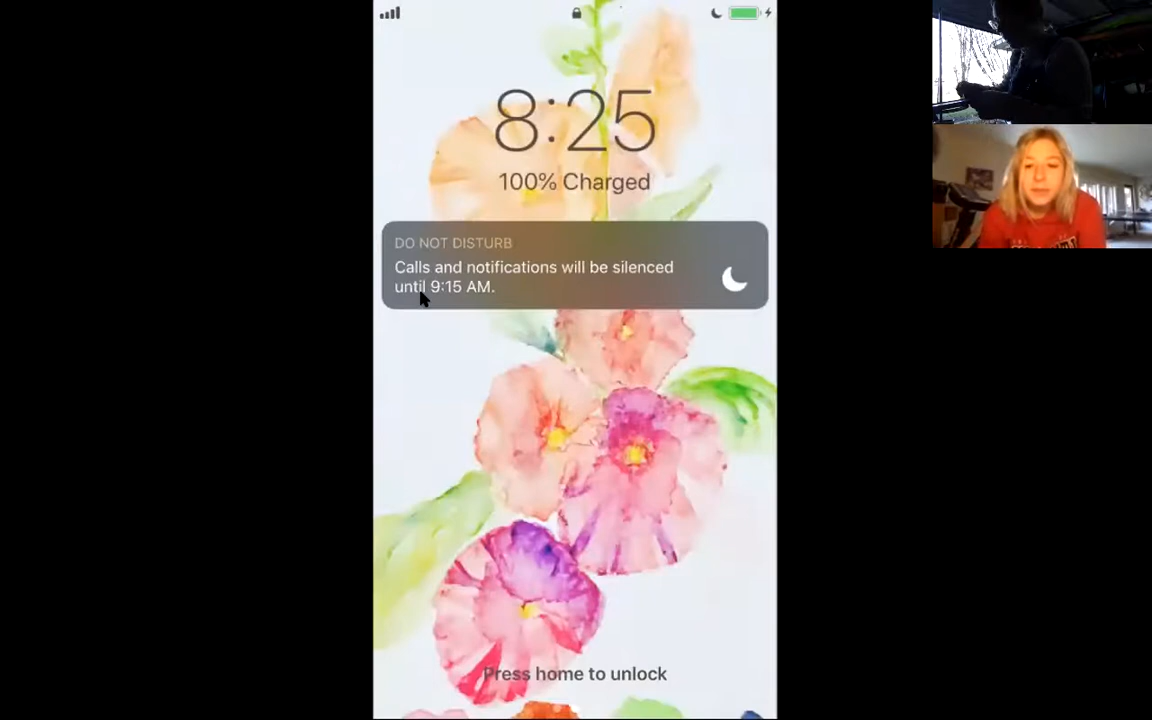 8:25
100% Charged
DO NOT DISTURB
Calls and notifications will be silenced
until 9:15 AM.
Press home to unlock